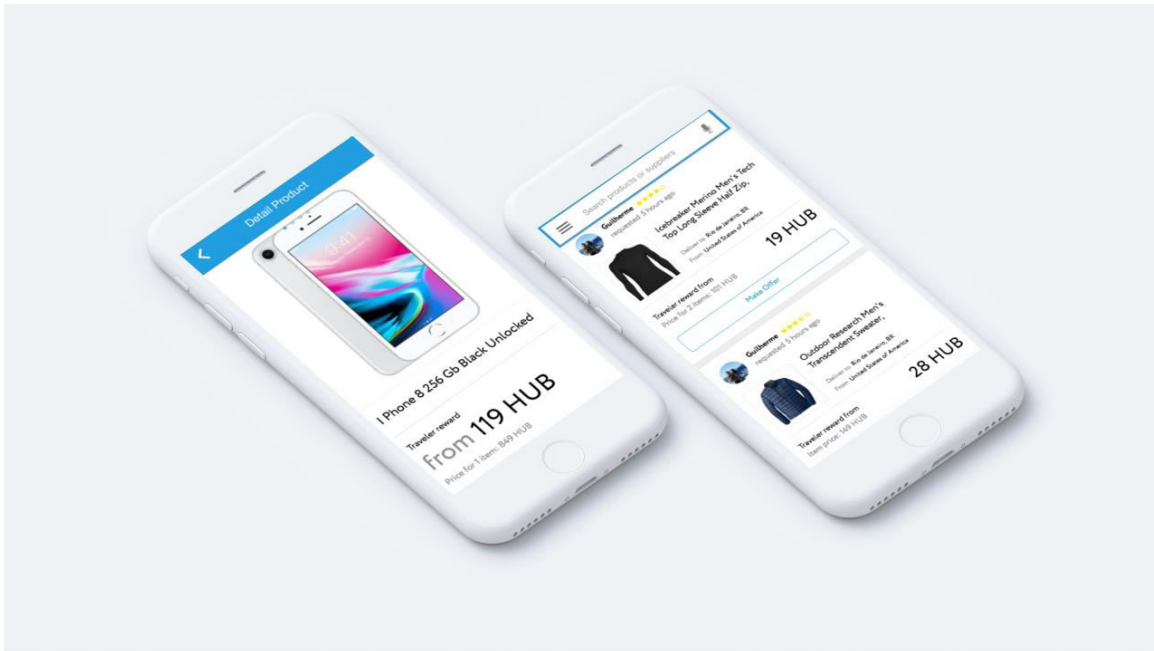 Detail Product
9:41
I Phone 8 256 Gb Black Unlocked
Traveler reward
from 119 HUB
Price for 1 item: 849 HUB
Search products or suppliers
Guilherme
requested 5 hours ago
Icebreaker Merino Men's Tech
Top Long Sleeve Half Zip,
Deliver to Rio de Janeiro, BR
From United States of America
19 HUB
Traveler reward from
Price for 2 items: 101 HUB
Make Offer
Guilherme
requested 5 hours ago
Outdoor Research Men's
Transcendent Sweater,
Deliver to Rio de Janeiro, BR
From United States of America
28 HUB
Traveler reward from
Item price: 149 HUB